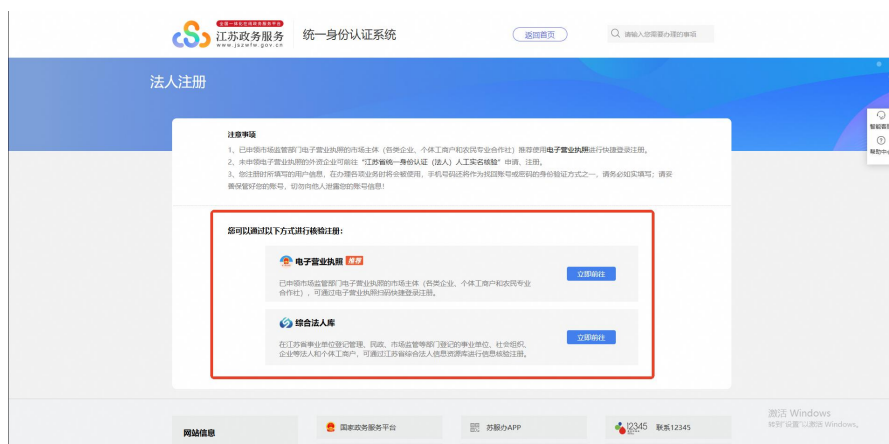 全国一体化在线政务服务平台
江苏政务服务
www.jszwfw.gov.cn
统一身份认证系统
返回首页
请输入您需要办理的事项
法人注册
智能客服
帮助中心
注意事项
1、已申领市场监管部门电子营业执照的市场主体（各类企业、个体工商户和农民专业合作社）推荐使用电子营业执照进行快捷登录注册。
2、未申领电子营业执照的外资企业可前往“江苏省统一身份认证（法人）人工实名核验”申请、注册。
3、您注册时所填写的用户信息，在办理各项业务时将会被使用，手机号码还将作为找回账号或密码的身份验证方式之一，请务必如实填写；请妥
善保管好您的账号，切勿向他人泄露您的账号信息！
您可以通过以下方式进行核验注册：
电子营业执照 推荐
已申领市场监管部门电子营业执照的市场主体（各类企业、个体工商户和农民专业
合作社），可通过电子营业执照扫码快捷登录注册。
立即前往
综合法人库
在江苏省事业单位登记管理、民政、市场监管等部门登记的事业单位、社会组织、
企业等法人和个体工商户，可通过江苏省综合法人信息资源库进行信息核验注册。
立即前往
网站信息
国家政务服务平台
苏服办APP
12345 联系12345
激活 Windows
转到“设置”以激活 Windows。